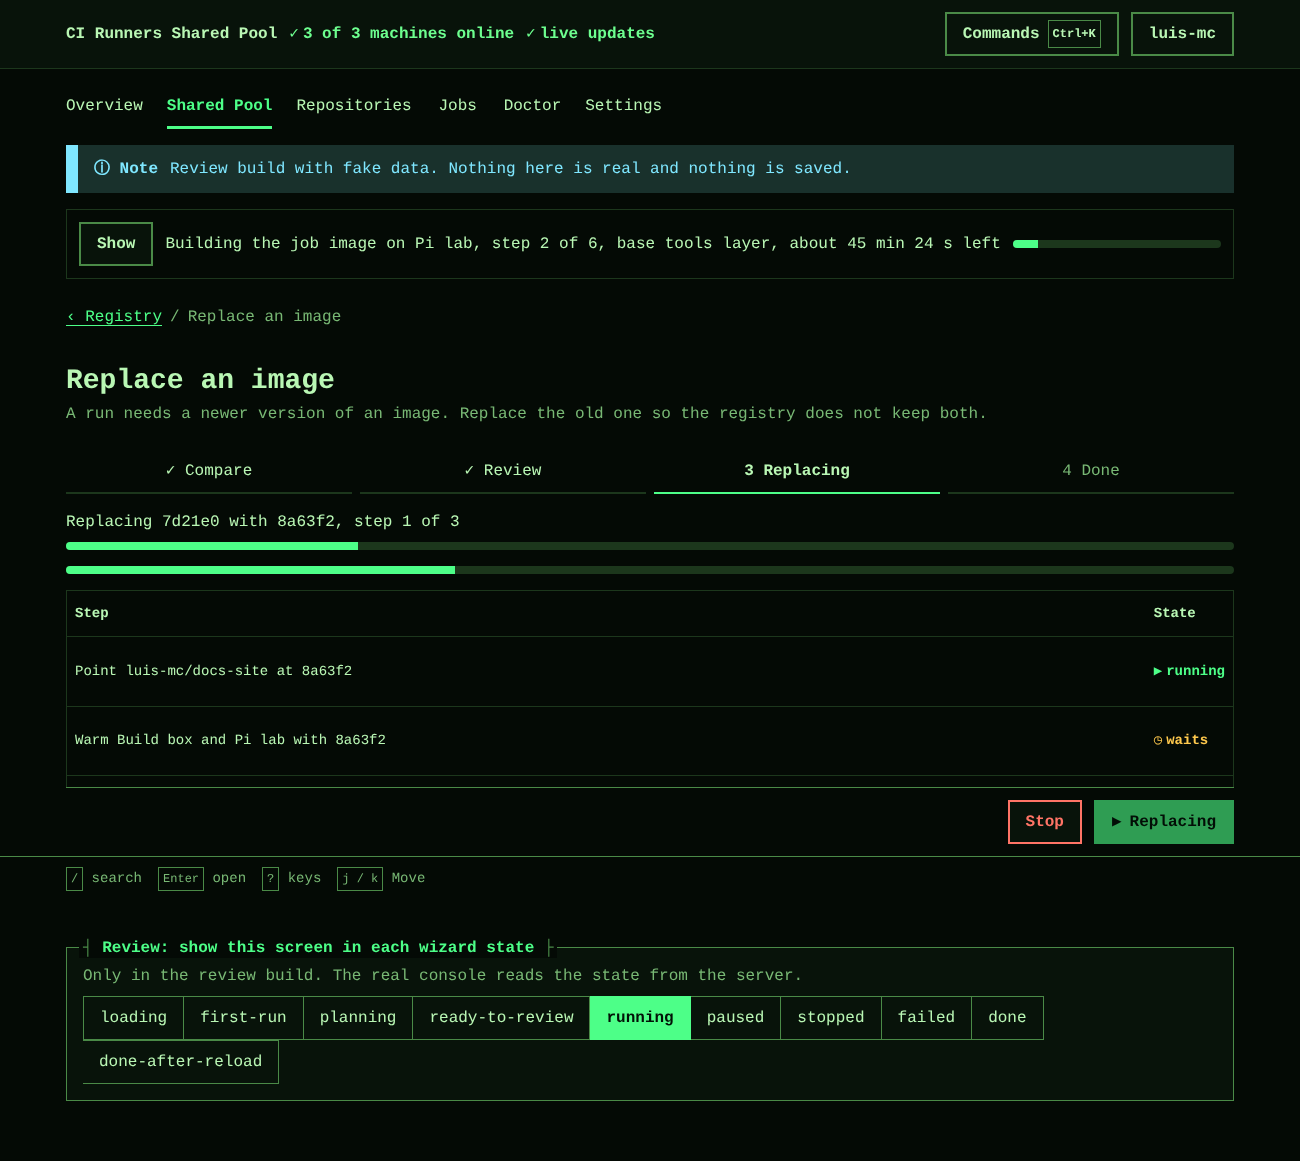 CI Runners Shared Pool ✓ 3 of 3 machines online ✓ live updates Commands Ctrl+K luis-mc
Overview Shared Pool Repositories Jobs Doctor Settings
ⓘ Note Review build with fake data. Nothing here is real and nothing is saved.
Show Building the job image on Pi lab, step 2 of 6, base tools layer, about 45 min 24 s left
‹ Registry / Replace an image
Replace an image
A run needs a newer version of an image. Replace the old one so the registry does not keep both.
✓ Compare ✓ Review 3 Replacing 4 Done
Replacing 7d21e0 with 8a63f2, step 1 of 3
Step State
Point luis-mc/docs-site at 8a63f2 ▶ running
Warm Build box and Pi lab with 8a63f2 ◷ waits
Stop ▶ Replacing
/ search Enter open ? keys j / k Move
┤ Review: show this screen in each wizard state ├
Only in the review build. The real console reads the state from the server.
loading first-run planning ready-to-review running paused stopped failed done
done-after-reload